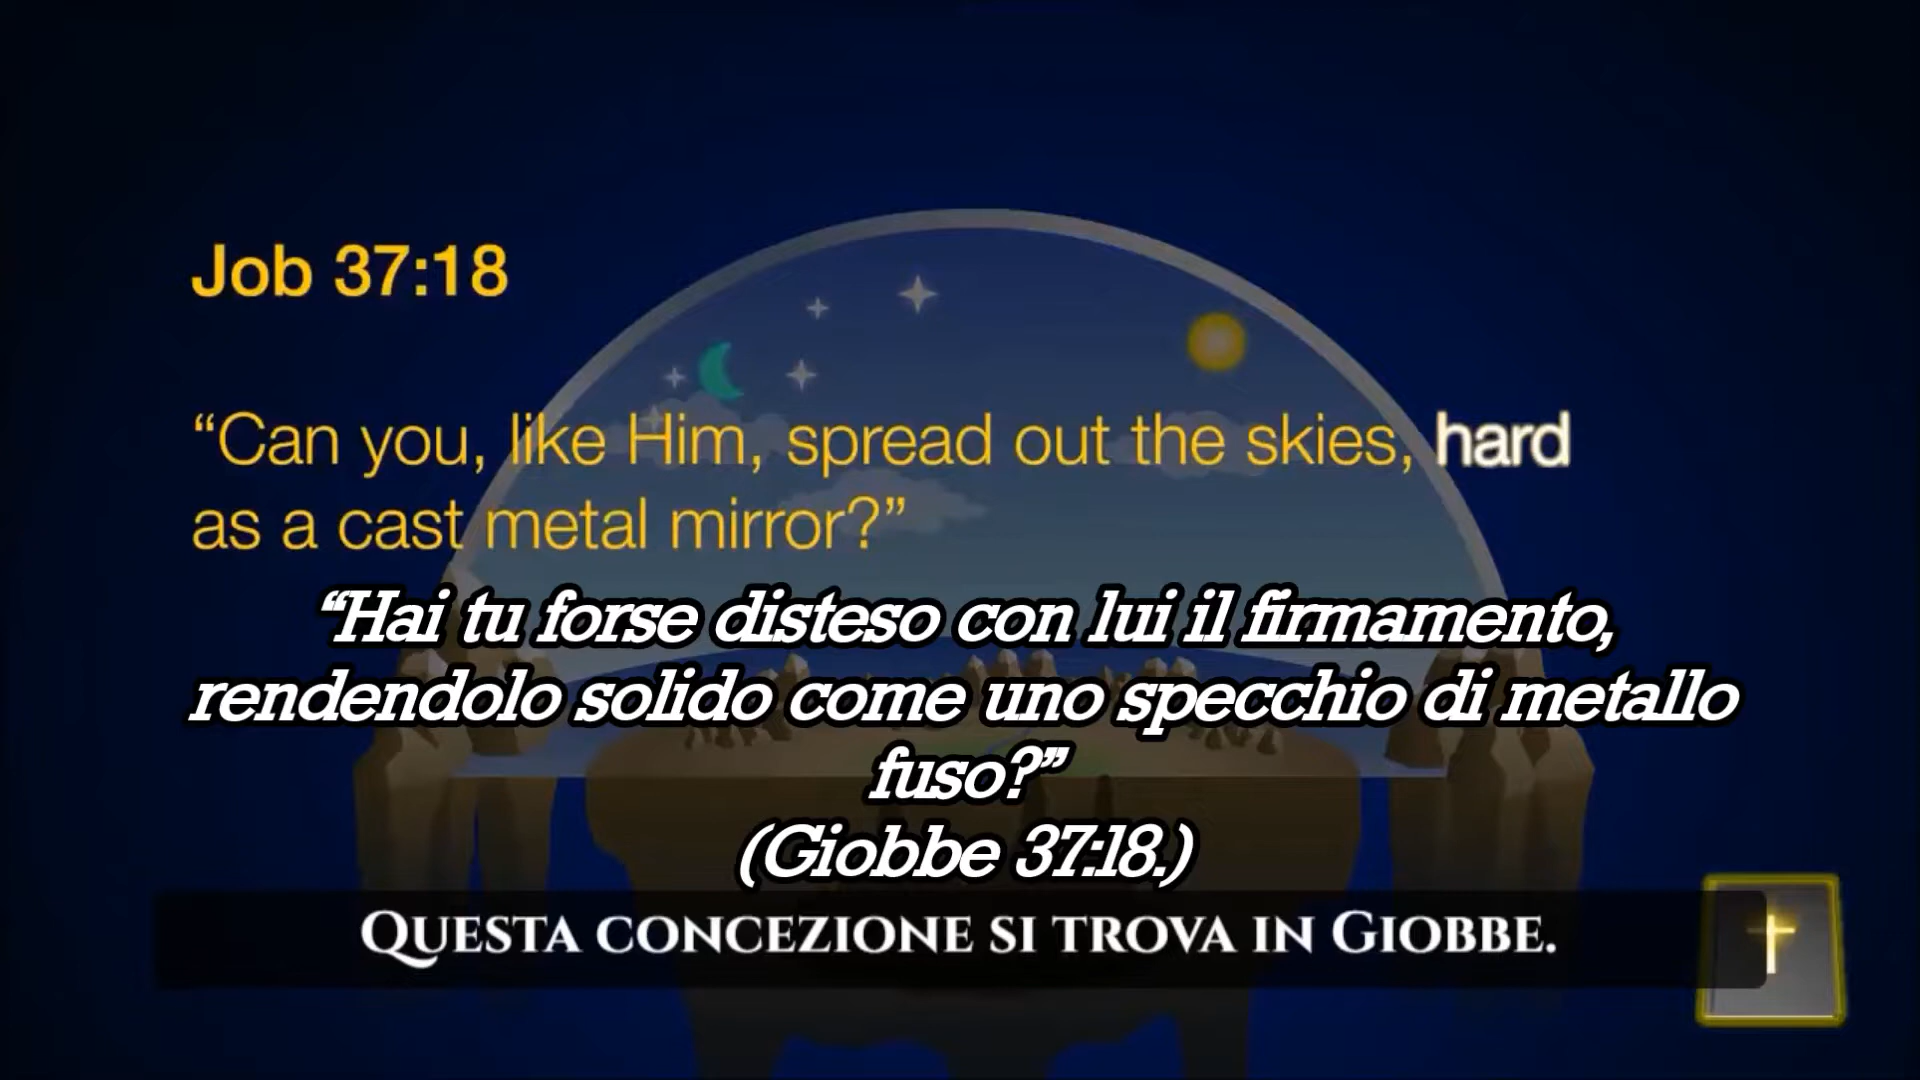 Job 37:18
“Can you, like Him, spread out the skies, hard
as a cast metal mirror?”
“Hai tu forse disteso con lui il firmamento,
rendendolo solido come uno specchio di metallo
fuso?”
(Giobbe 37:18.)
Questa concezione si trova in Giobbe.